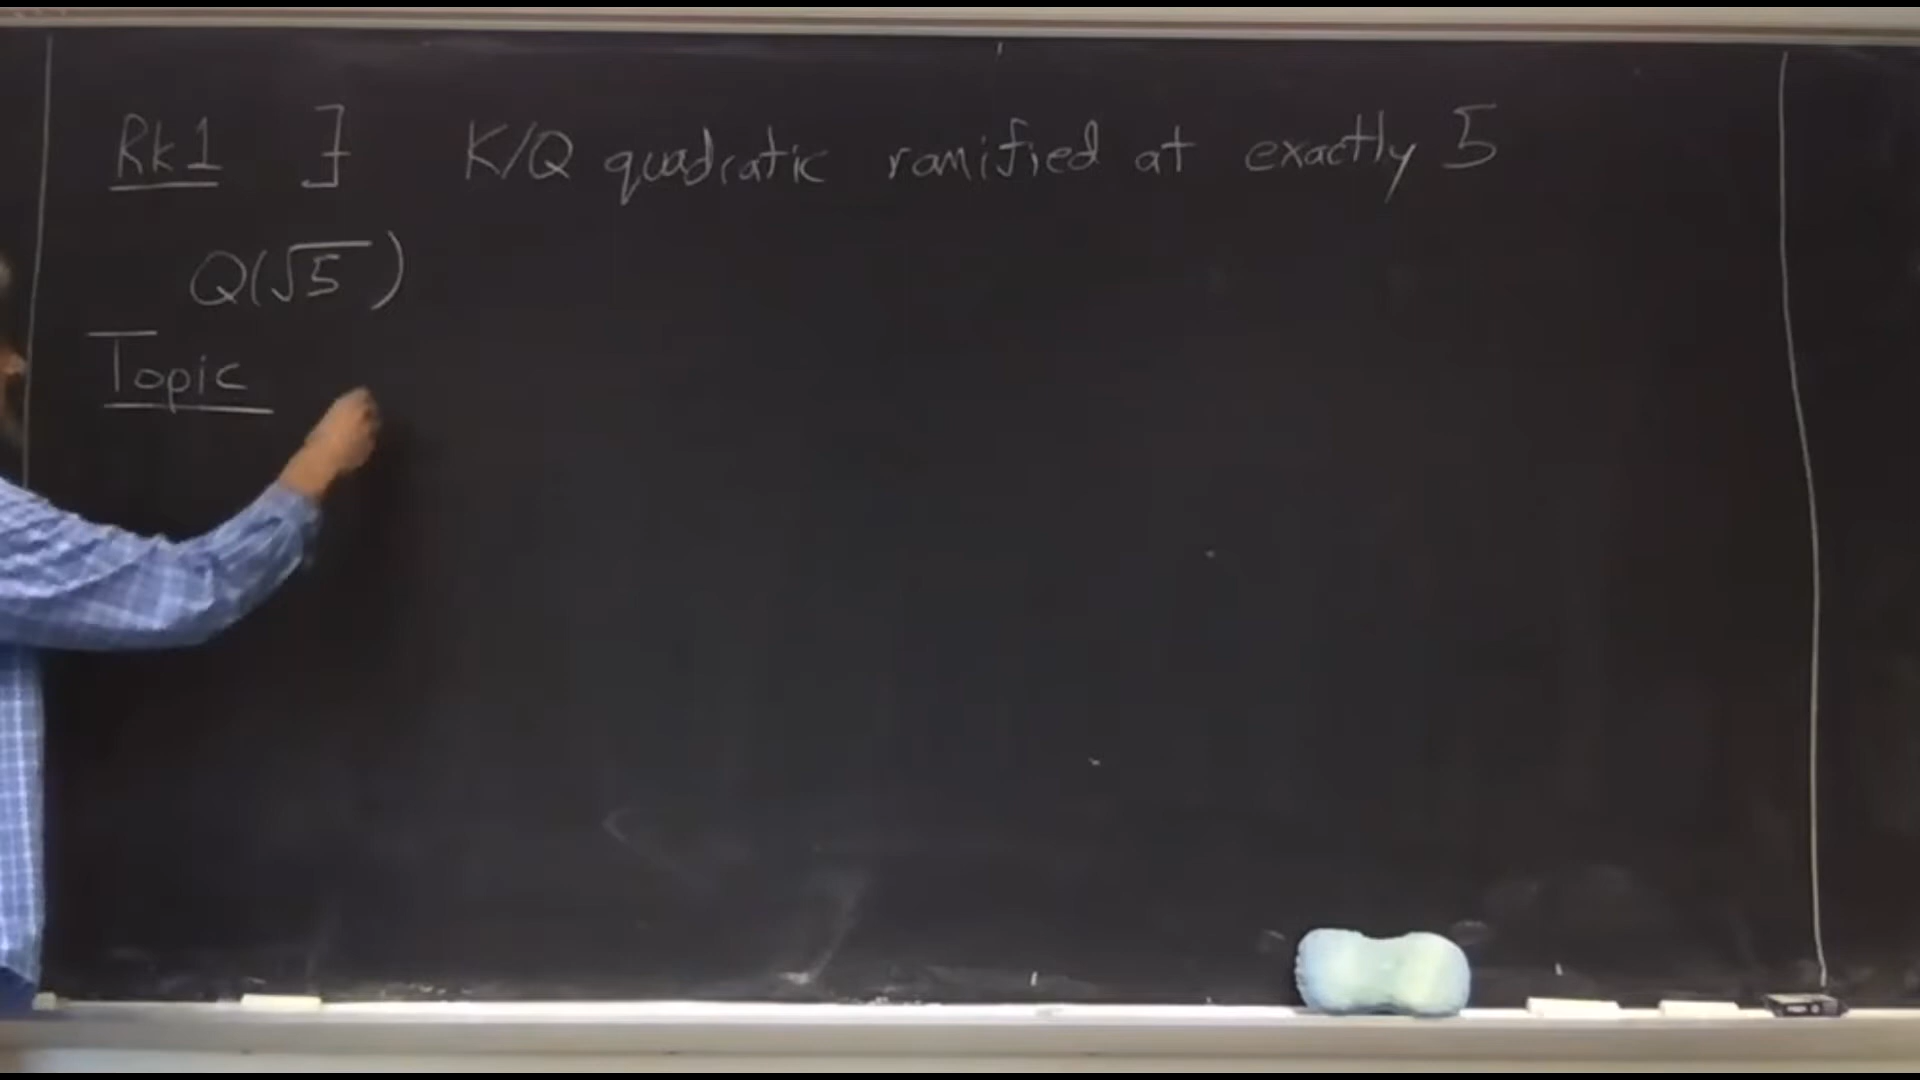 Rk1 ∃ K/Q quadratic ramified at exactly 5
Q(√5)
Topic